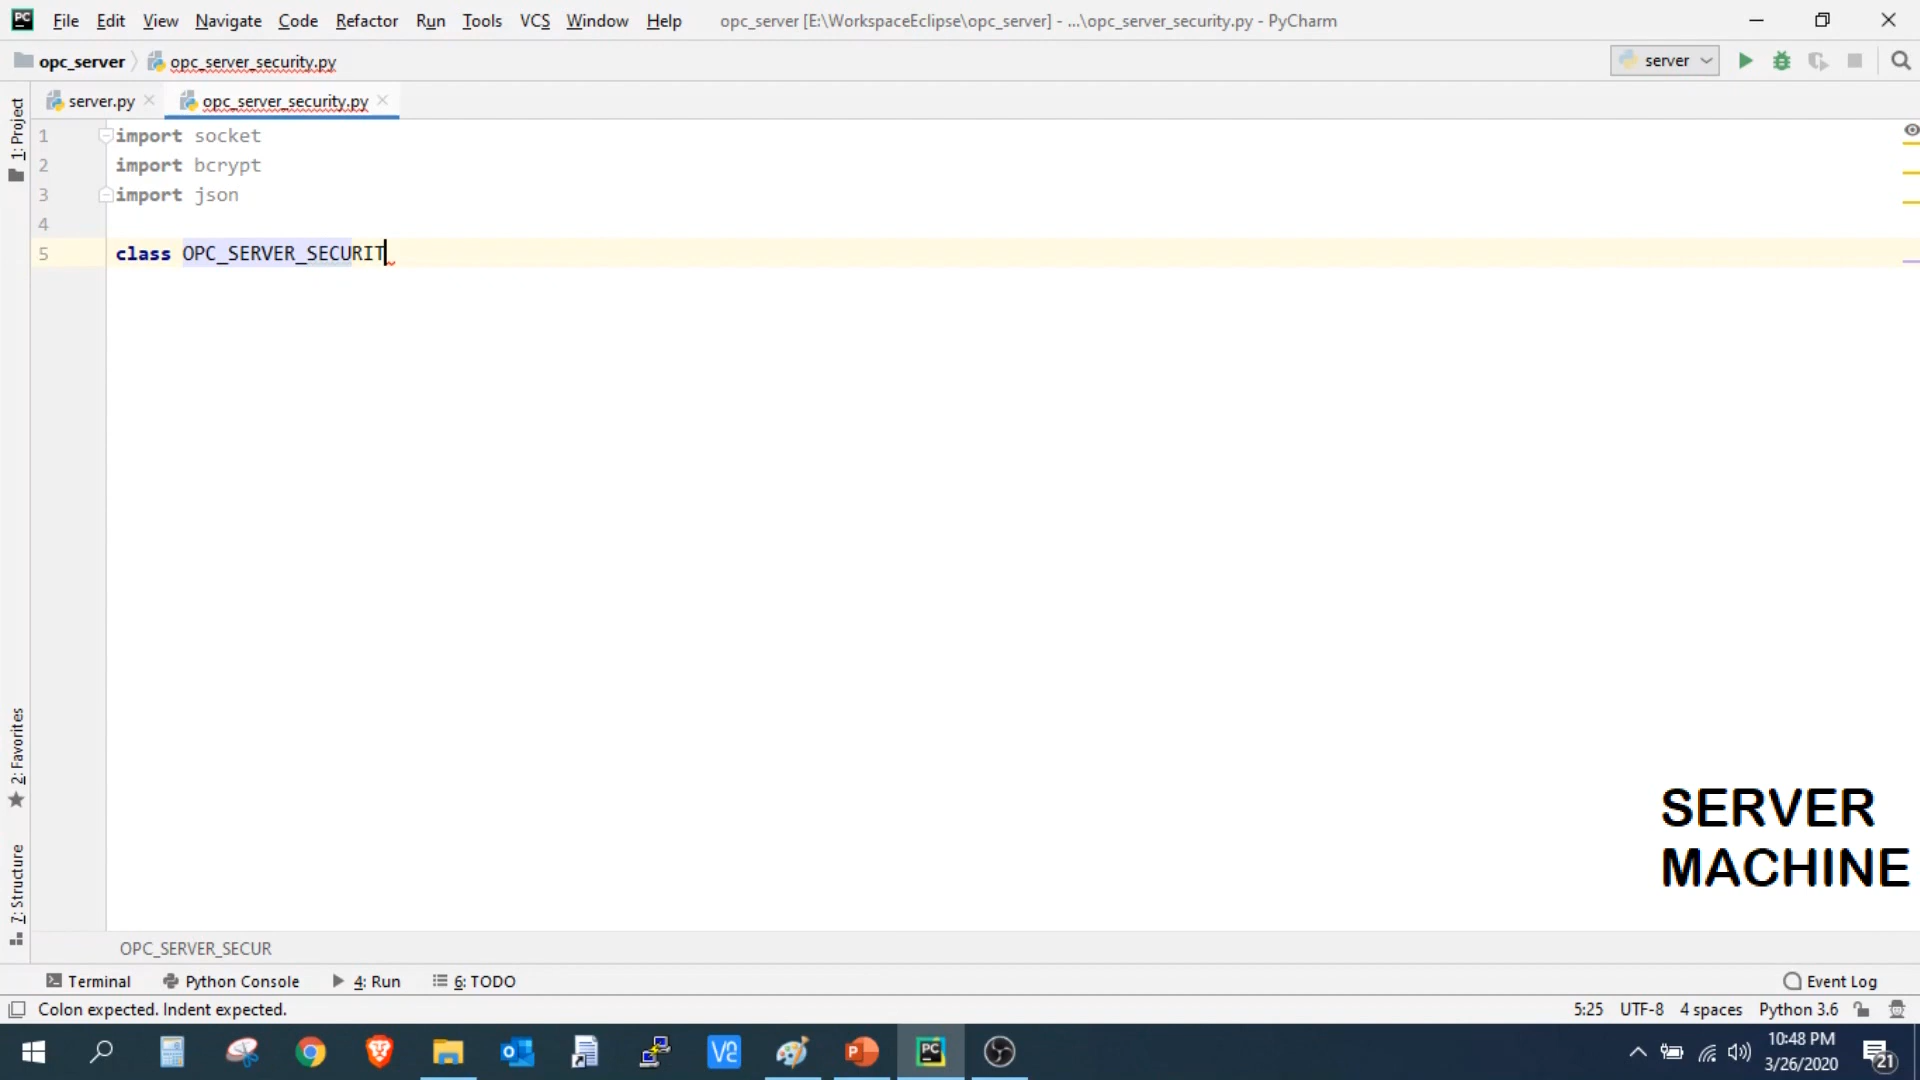 PC File Edit View Navigate Code Refactor Run Tools VCS Window Help opc_server [E:\WorkspaceEclipse\opc_server] - ...\opc_server_security.py - PyCharm
opc_server opc_server_security.py server
server.py opc_server_security.py
1: Project
1 import socket
2 import bcrypt
3 import json
4
5 class OPC_SERVER_SECURIT
2: Favorites
7: Structure
SERVER
MACHINE
OPC_SERVER_SECUR
Terminal Python Console 4: Run 6: TODO Event Log
Colon expected. Indent expected. 5:25 UTF-8 4 spaces Python 3.6
10:48 PM
3/26/2020
21